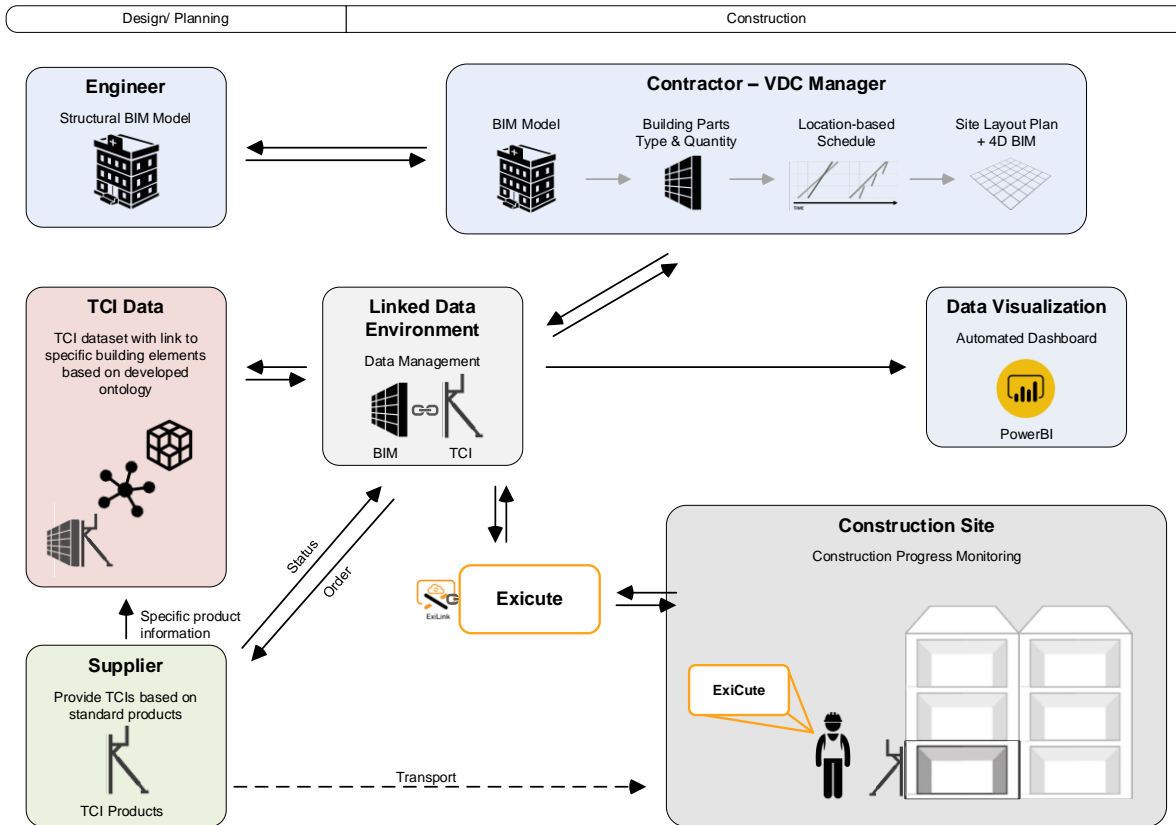 Design/ Planning
Construction
Engineer
Structural BIM Model
Contractor – VDC Manager
BIM Model
Building Parts
Type & Quantity
Location-based
Schedule
TIME
Site Layout Plan
+ 4D BIM
TCI Data
TCI dataset with link to
specific building elements
based on developed
ontology
Linked Data
Environment
Data Management
BIM
TCI
Data Visualization
Automated Dashboard
PowerBI
Status
Order
ExiLink
Exicute
Construction Site
Construction Progress Monitoring
ExiCute
Specific product
information
Supplier
Provide TCIs based on
standard products
TCI Products
Transport